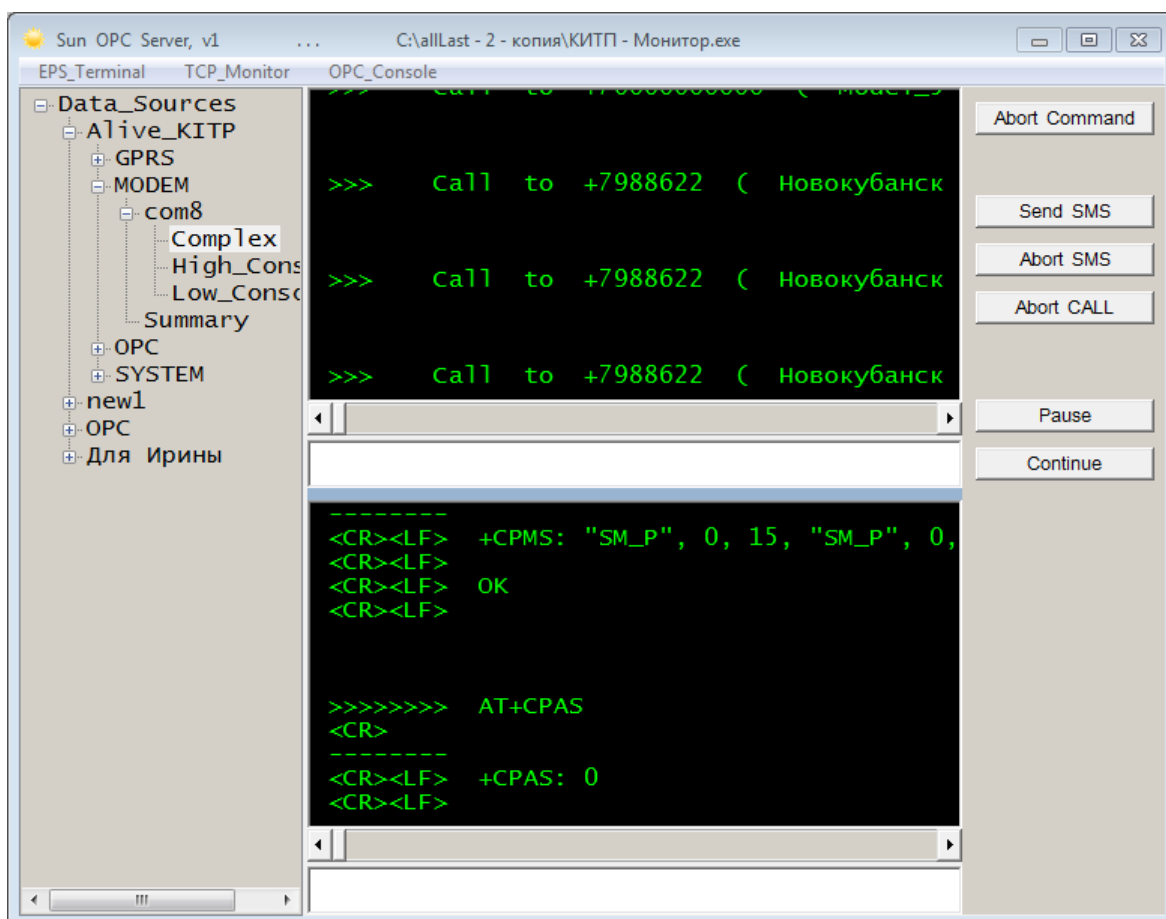 Sun OPC Server, v1 ... C:\allLast - 2 - копия\КИТП - Монитор.exe
EPS_Terminal TCP_Monitor OPC_Console
Data_Sources
Alive_KITP
GPRS
MODEM
com8
Complex
High_Cons
Low_Consc
Summary
OPC
SYSTEM
new1
OPC
Для Ирины
>>> Call to +7988622 ( Новокубанск
>>> Call to +7988622 ( Новокубанск
>>> Call to +7988622 ( Новокубанск
--------
<CR><LF> +CPMS: "SM_P", 0, 15, "SM_P", 0,
<CR><LF>
<CR><LF> OK
<CR><LF>
>>>>>>>> AT+CPAS
<CR>
--------
<CR><LF> +CPAS: 0
<CR><LF>
Abort Command
Send SMS
Abort SMS
Abort CALL
Pause
Continue